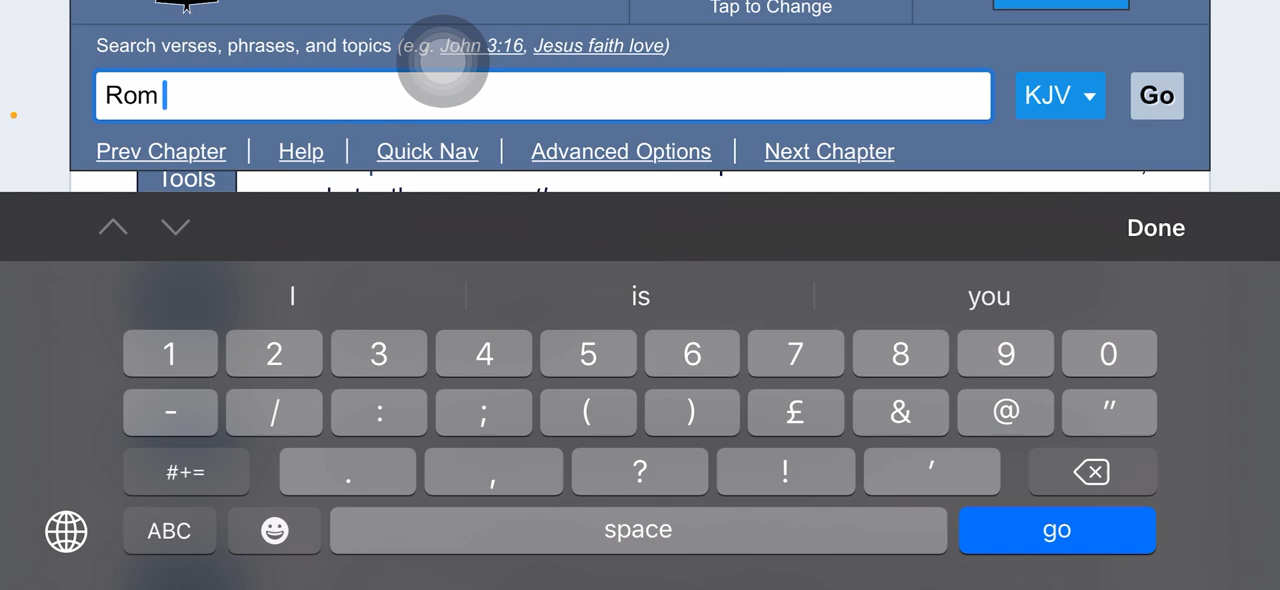 Tap to Change
Search verses, phrases, and topics (e.g. John 3:16, Jesus faith love)
Rom
KJV
Go
Prev Chapter | Help | Quick Nav | Advanced Options | Next Chapter
Tools
Done
I is you
1 2 3 4 5 6 7 8 9 0
- / : ; ( ) £ & @ "
#+= . , ? ! '
ABC space go